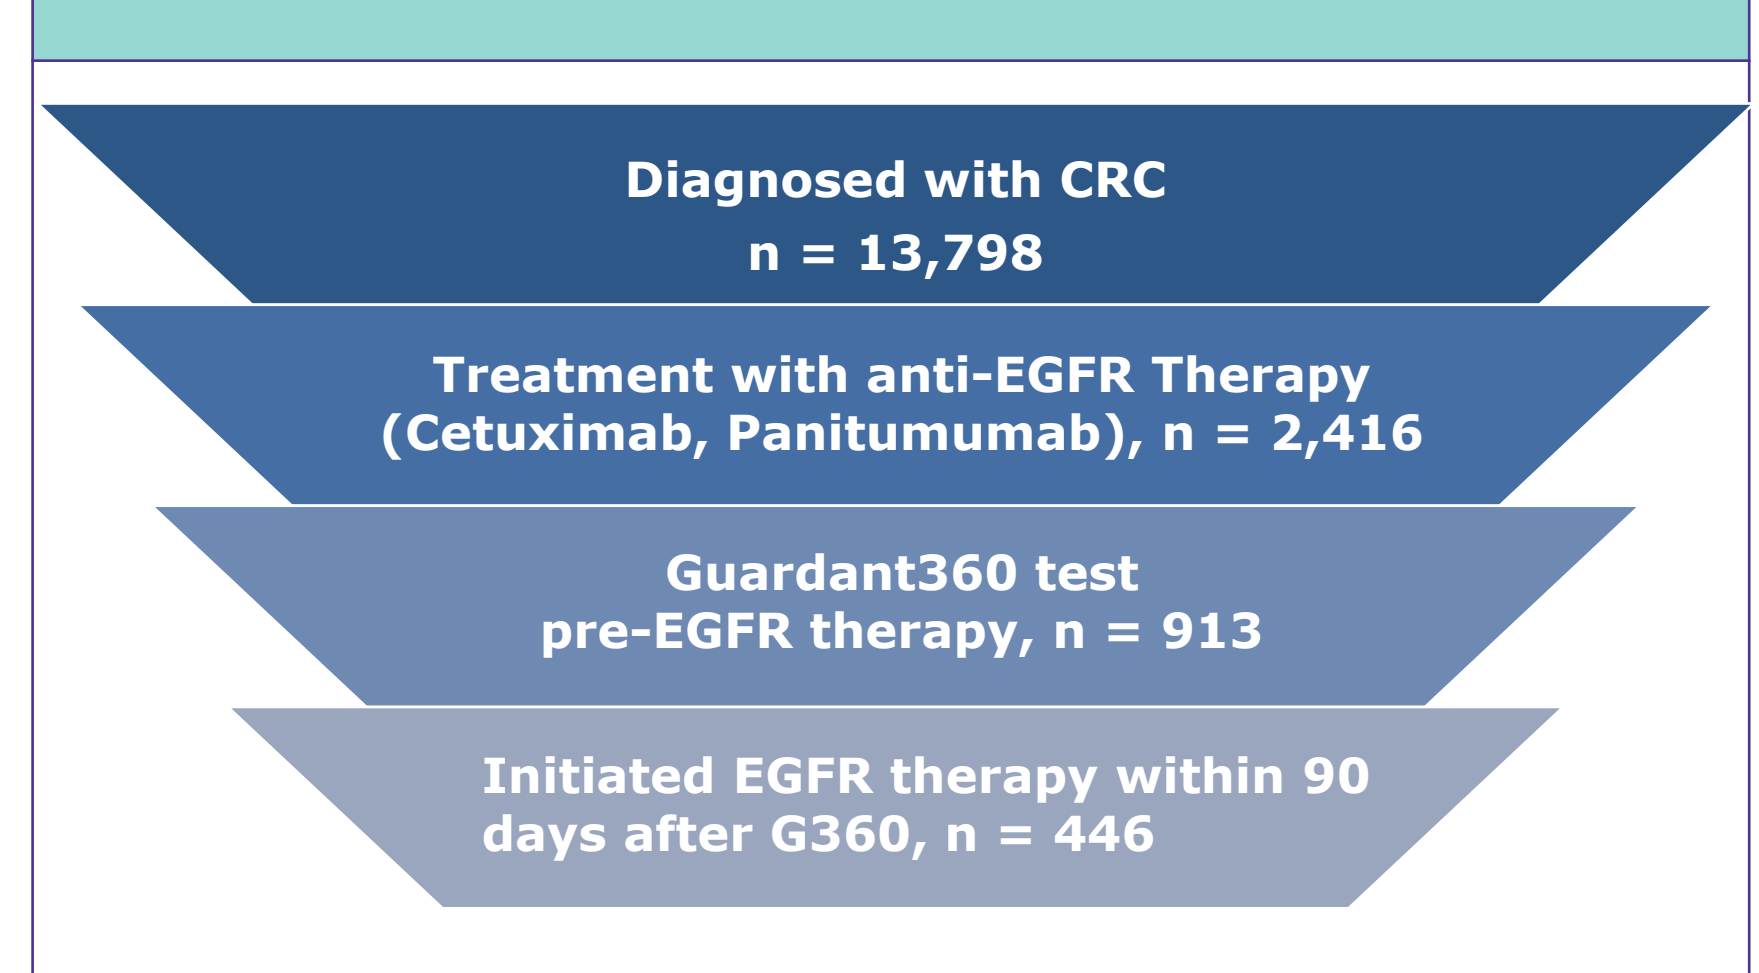 Diagnosed with CRC
n = 13,798
Treatment with anti-EGFR Therapy
(Cetuximab, Panitumumab), n = 2,416
Guardant360 test
pre-EGFR therapy, n = 913
Initiated EGFR therapy within 90
days after G360, n = 446